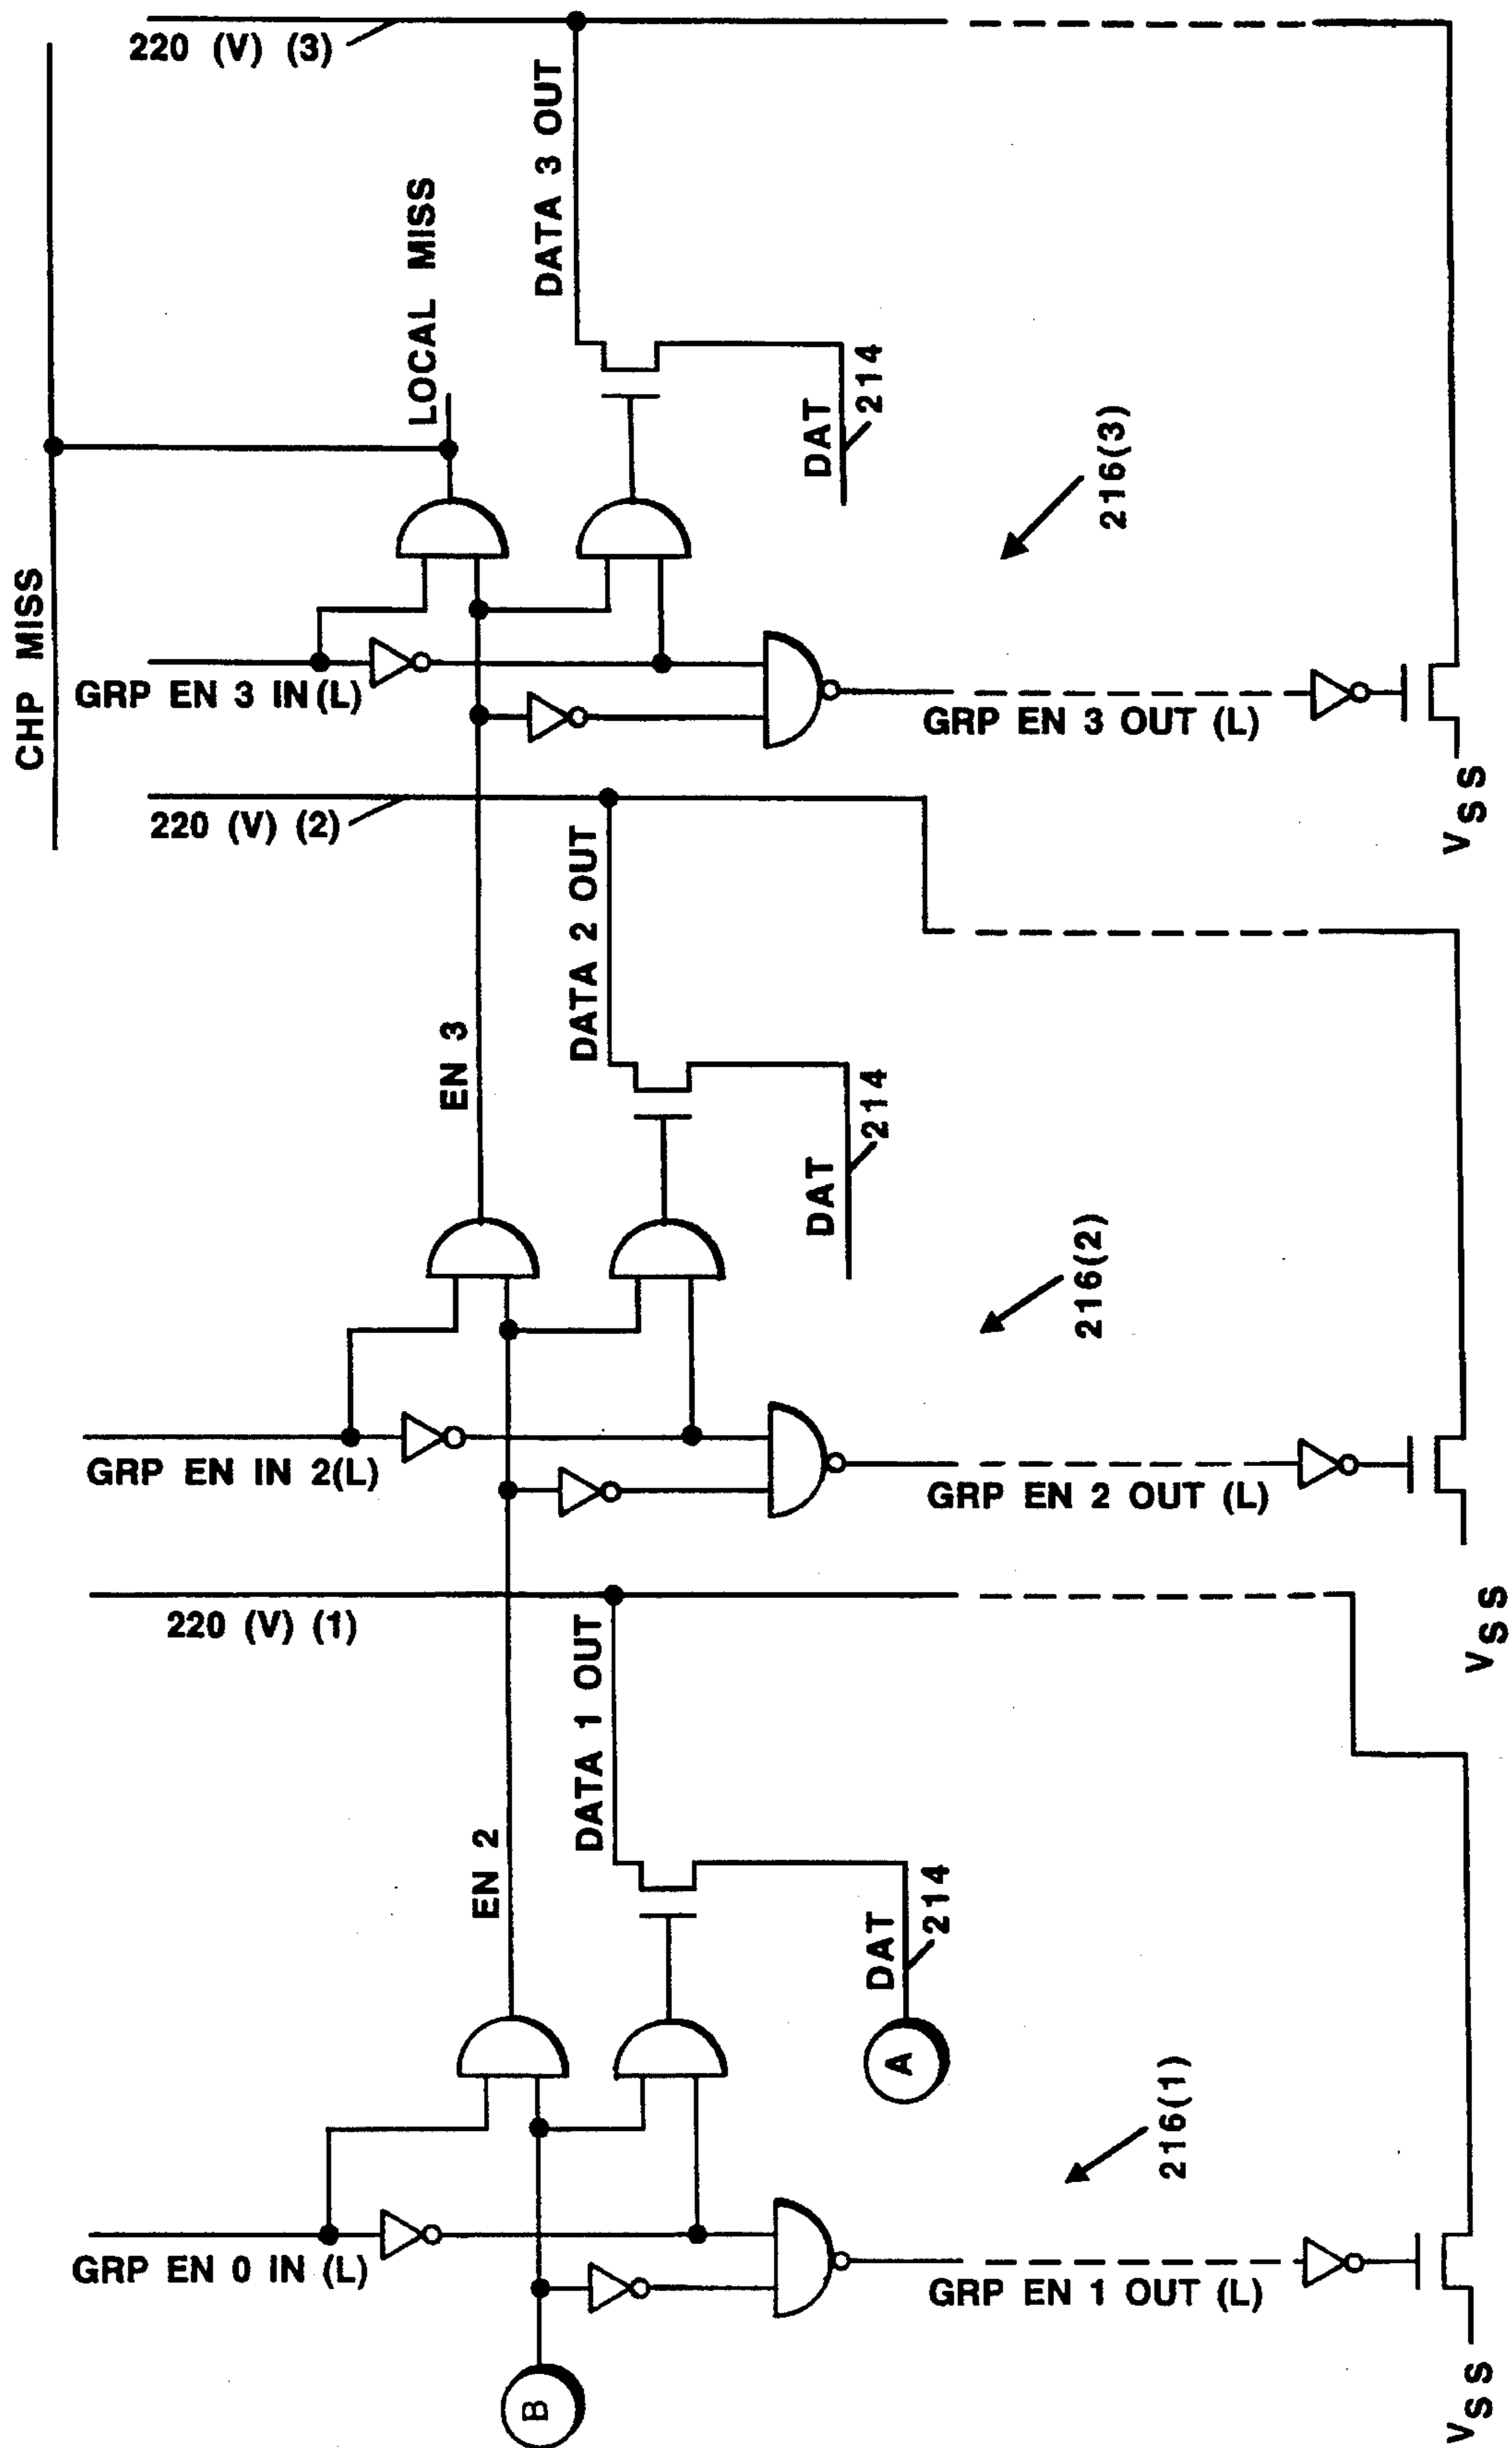 220 (V) (3)
DATA 3 OUT
LOCAL MISS
CHP MISS
DAT
214
216(3)
GRP EN 3 IN (L)
GRP EN 3 OUT (L)
VSS
220 (V) (2)
DATA 2 OUT
EN 3
DAT
214
216(2)
GRP EN IN 2(L)
GRP EN 2 OUT (L)
VSS
220 (V) (1)
DATA 1 OUT
EN 2
DAT
214
A
216(1)
GRP EN 0 IN (L)
GRP EN 1 OUT (L)
B
VSS